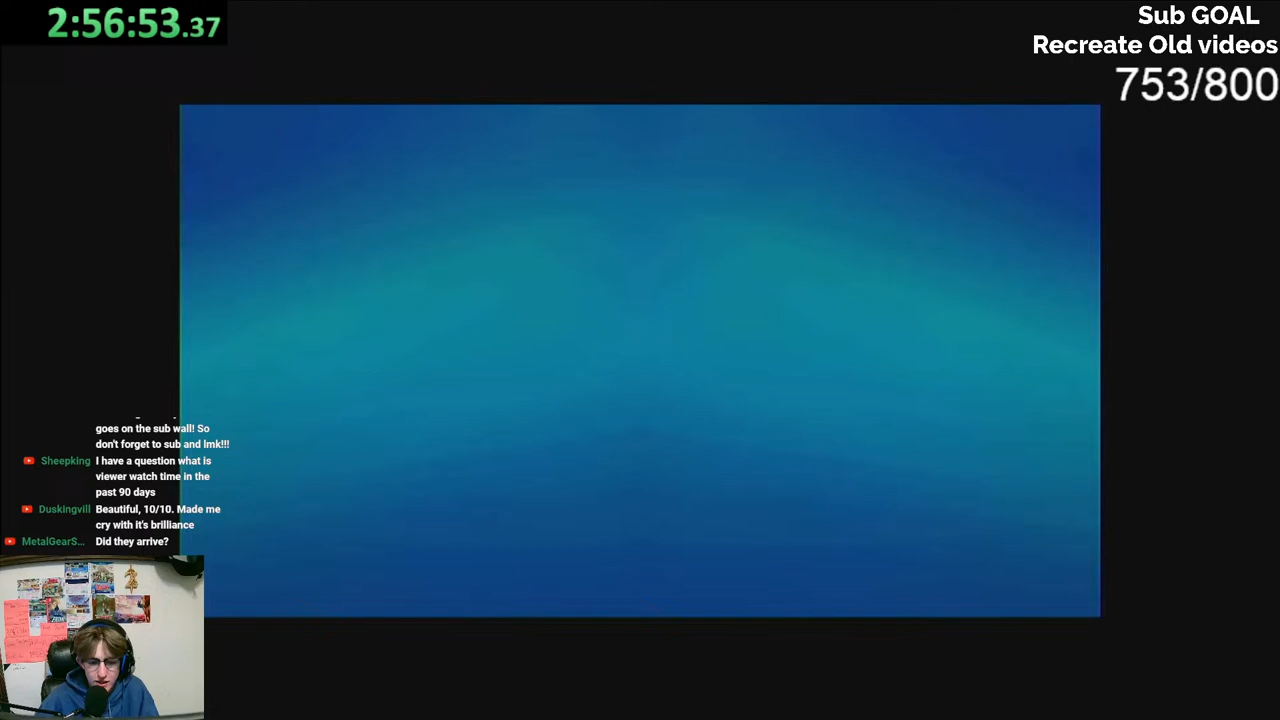 2:56:53.37
Sub GOAL
Recreate Old videos
753/800
goes on the sub wall! So
don't forget to sub and lmk!!!
Sheepking I have a question what is
viewer watch time in the
past 90 days
Duskingvill Beautiful, 10/10. Made me
cry with it's brilliance
MetalGearS... Did they arrive?